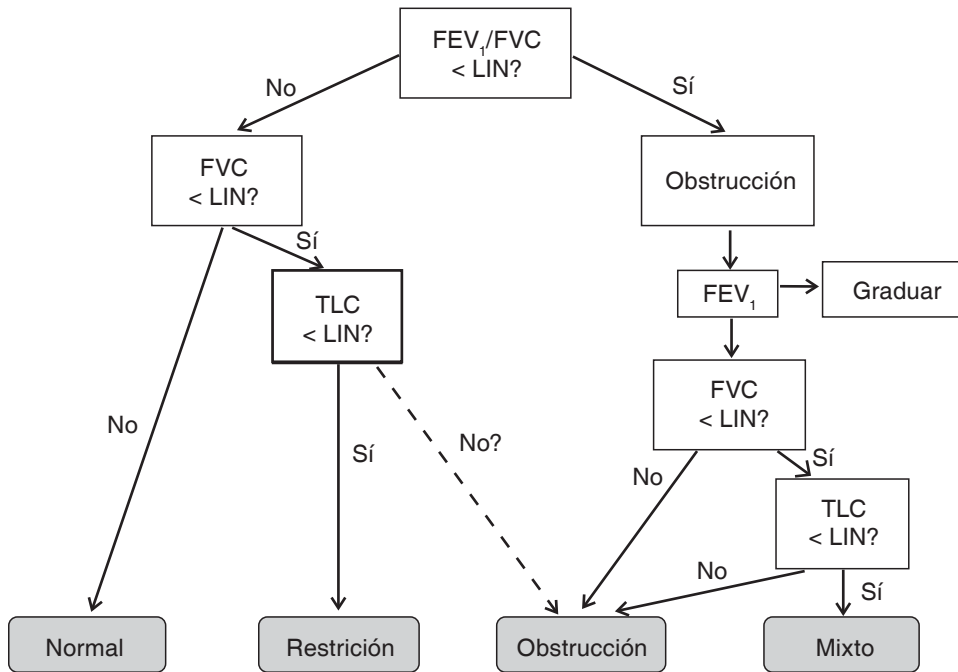 FEV₁/FVC
< LIN?
No
Sí
FVC
< LIN?
Obstrucción
Sí
TLC
< LIN?
FEV₁
Graduar
FVC
< LIN?
No
Sí
No?
No
Sí
TLC
< LIN?
No
Sí
Normal
Restrición
Obstrucción
Mixto